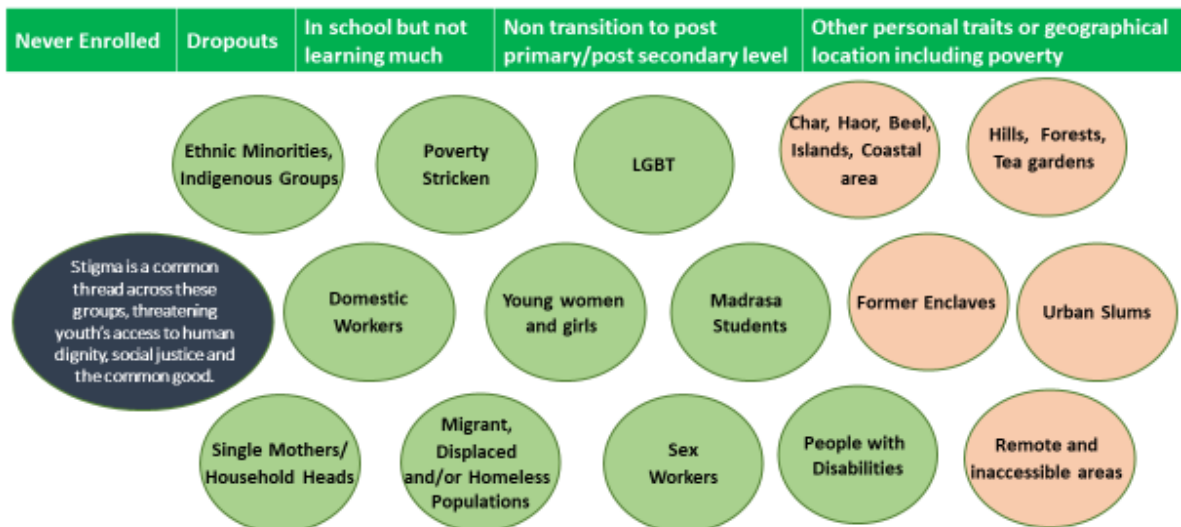 Never Enrolled
Dropouts
In school but not
learning much
Non transition to post
primary/post secondary level
Other personal traits or geographical
location including poverty
Ethnic Minorities,
Indigenous Groups
Poverty
Stricken
LGBT
Char, Haor, Beel,
Islands, Coastal
area
Hills, Forests,
Tea gardens
Stigma is a common
thread across these
groups, threatening
youth's access to human
dignity, social justice and
the common good.
Domestic
Workers
Young women
and girls
Madrasa
Students
Former Enclaves
Urban Slums
Single Mothers/
Household Heads
Migrant,
Displaced
and/or Homeless
Populations
Sex
Workers
People with
Disabilities
Remote and
inaccessible areas